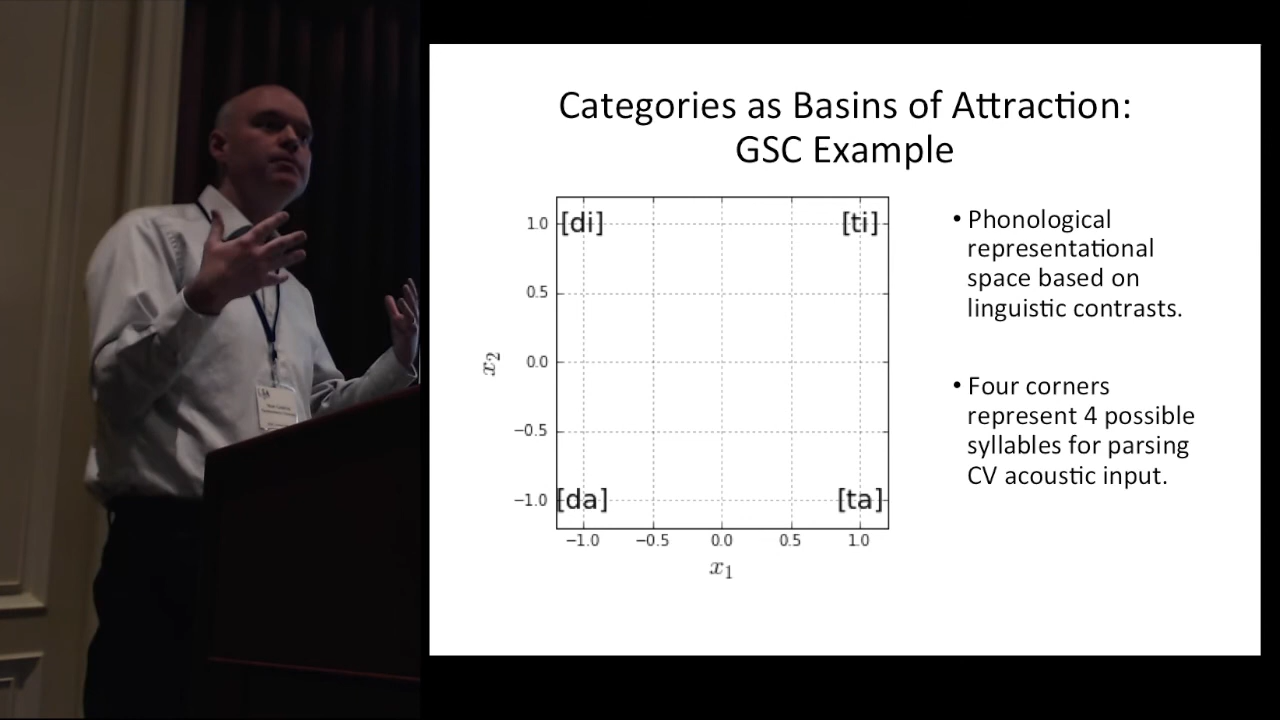 Categories as Basins of Attraction:
GSC Example
[di]
[ti]
[da]
[ta]
1.0
0.5
0.0
−0.5
−1.0
x₂
−1.0
−0.5
0.0
0.5
1.0
x₁
• Phonological
representational
space based on
linguistic contrasts.
• Four corners
represent 4 possible
syllables for parsing
CV acoustic input.